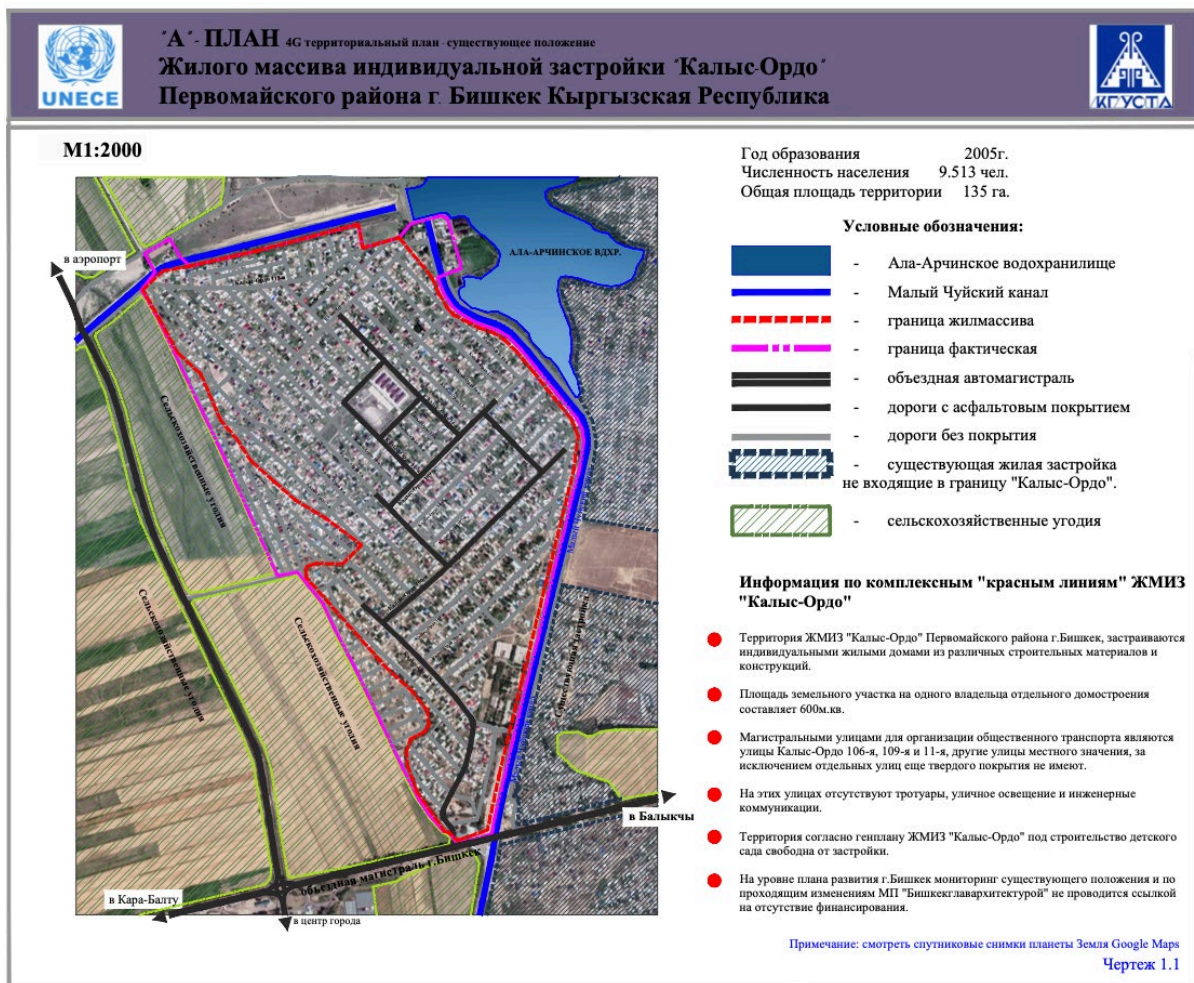 UNECE
"А" - ПЛАН 4G территориальный план - существующее положение
Жилого массива индивидуальной застройки "Калыс-Ордо"
Первомайского района г. Бишкек Кыргызская Республика
КГУСТА
М1:2000
Год образования 2005г.
Численность населения 9.513 чел.
Общая площадь территории 135 га.
Условные обозначения:
- Ала-Арчинское водохранилище
- Малый Чуйский канал
- граница жилмассива
- граница фактическая
- объездная автомагистраль
- дороги с асфальтовым покрытием
- дороги без покрытия
- существующая жилая застройка
не входящие в границу "Калыс-Ордо".
- сельскохозяйственные угодия
в аэропорт
АЛА-АРЧИНСКОЕ ВДХР.
Сельскохозяйственные угодия
Сельскохозяйственные угодия
Сельскохозяйственные угодия
Существующая застройка
в Балыкчы
объездная магистраль г.Бишкек
в Кара-Балту
в центр города
Информация по комплексным "красным линиям" ЖМИЗ
"Калыс-Ордо"
Территория ЖМИЗ "Калыс-Ордо" Первомайского района г.Бишкек, застраиваются
индивидуальными жилыми домами из различных строительных материалов и
конструкций.
Площадь земельного участка на одного владельца отдельного домостроения
составляет 600м.кв.
Магистральными улицами для организации общественного транспорта являются
улицы Калыс-Ордо 106-я, 109-я и 11-я, другие улицы местного значения, за
исключением отдельных улиц еще твердого покрытия не имеют.
На этих улицах отсутствуют тротуары, уличное освещение и инженерные
коммуникации.
Территория согласно генплану ЖМИЗ "Калыс-Ордо" под строительство детского
сада свободна от застройки.
На уровне плана развития г.Бишкек мониторинг существующего положения и по
проходящим изменениям МП "Бишкекглавархитектурой" не проводится ссылкой
на отсутствие финансирования.
Примечание: смотреть спутниковые снимки планеты Земля Google Maps
Чертеж 1.1